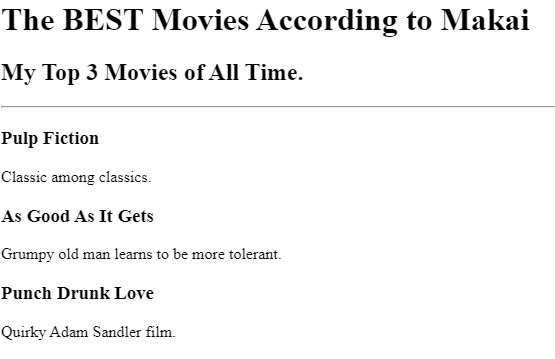 The BEST Movies According to Makai
My Top 3 Movies of All Time.
Pulp Fiction
Classic among classics.
As Good As It Gets
Grumpy old man learns to be more tolerant.
Punch Drunk Love
Quirky Adam Sandler film.